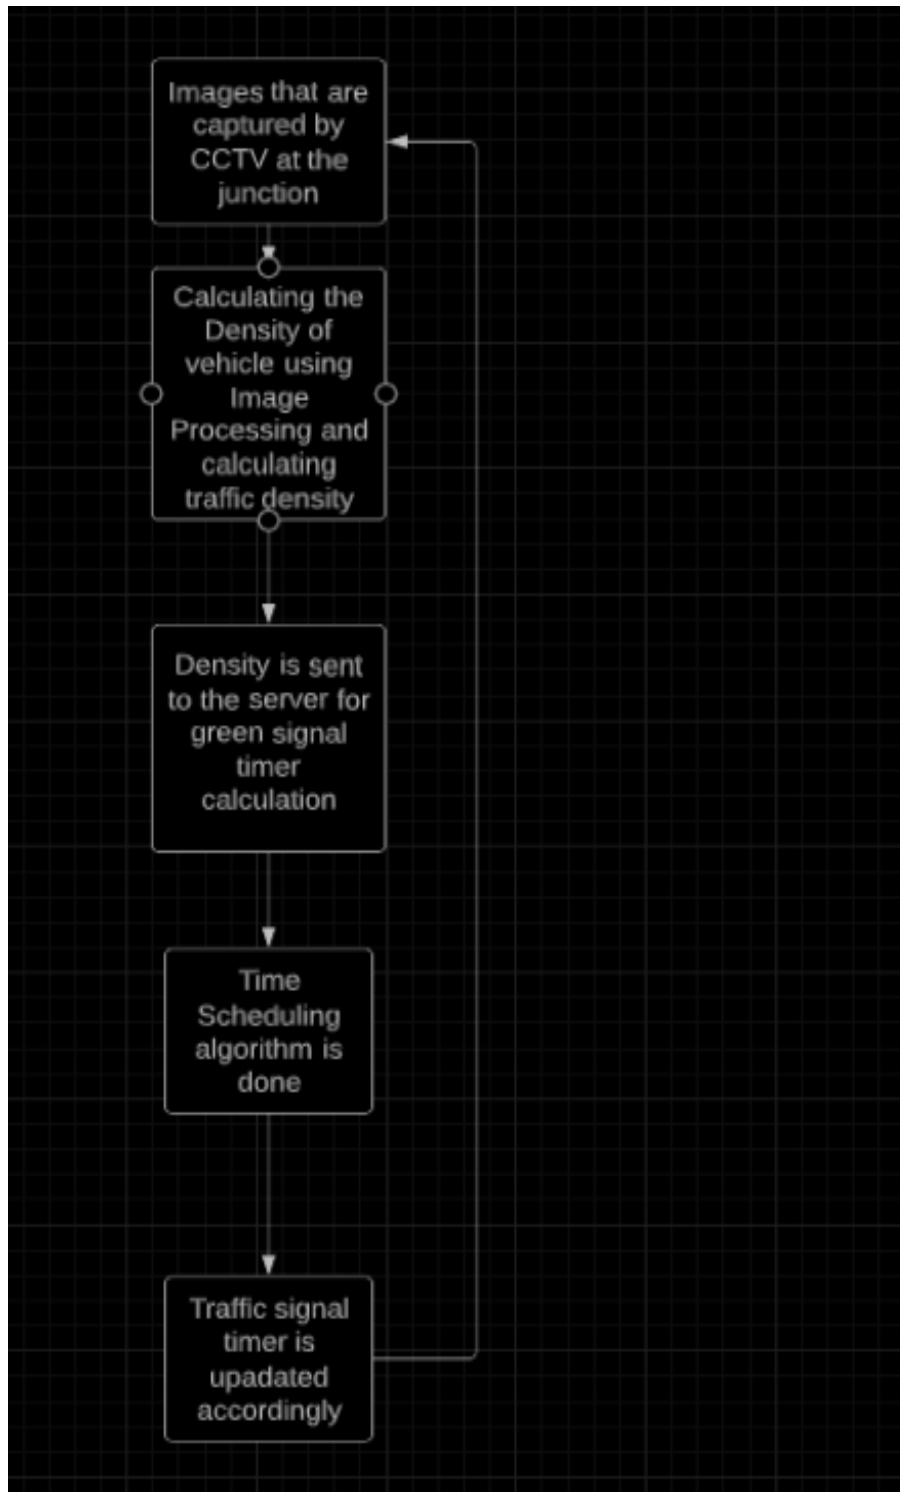 Images that are
captured by
CCTV at the
junction
Calculating the
Density of
vehicle using
Image
Processing and
calculating
traffic density
Density is sent
to the server for
green signal
timer
calculation
Time
Scheduling
algorithm is
done
Traffic signal
timer is
upadated
accordingly